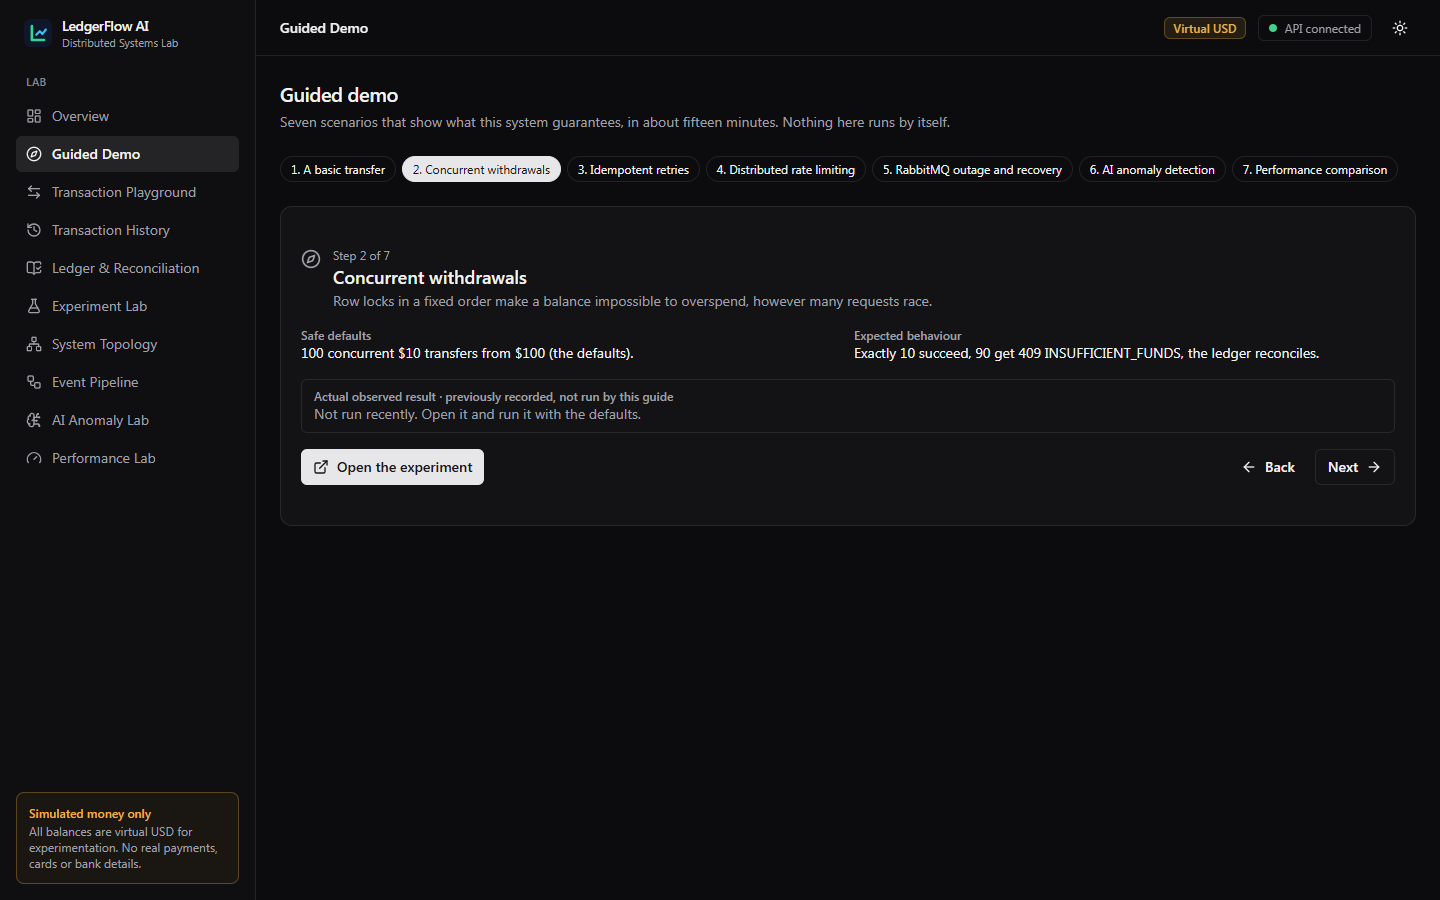 LedgerFlow AI
Distributed Systems Lab
LAB
Overview
Guided Demo
Transaction Playground
Transaction History
Ledger & Reconciliation
Experiment Lab
System Topology
Event Pipeline
AI Anomaly Lab
Performance Lab
Simulated money only
All balances are virtual USD for
experimentation. No real payments,
cards or bank details.
Guided Demo
Virtual USD
API connected
Guided demo
Seven scenarios that show what this system guarantees, in about fifteen minutes. Nothing here runs by itself.
1. A basic transfer
2. Concurrent withdrawals
3. Idempotent retries
4. Distributed rate limiting
5. RabbitMQ outage and recovery
6. AI anomaly detection
7. Performance comparison
Step 2 of 7
Concurrent withdrawals
Row locks in a fixed order make a balance impossible to overspend, however many requests race.
Safe defaults
100 concurrent $10 transfers from $100 (the defaults).
Expected behaviour
Exactly 10 succeed, 90 get 409 INSUFFICIENT_FUNDS, the ledger reconciles.
Actual observed result · previously recorded, not run by this guide
Not run recently. Open it and run it with the defaults.
Open the experiment
Back
Next